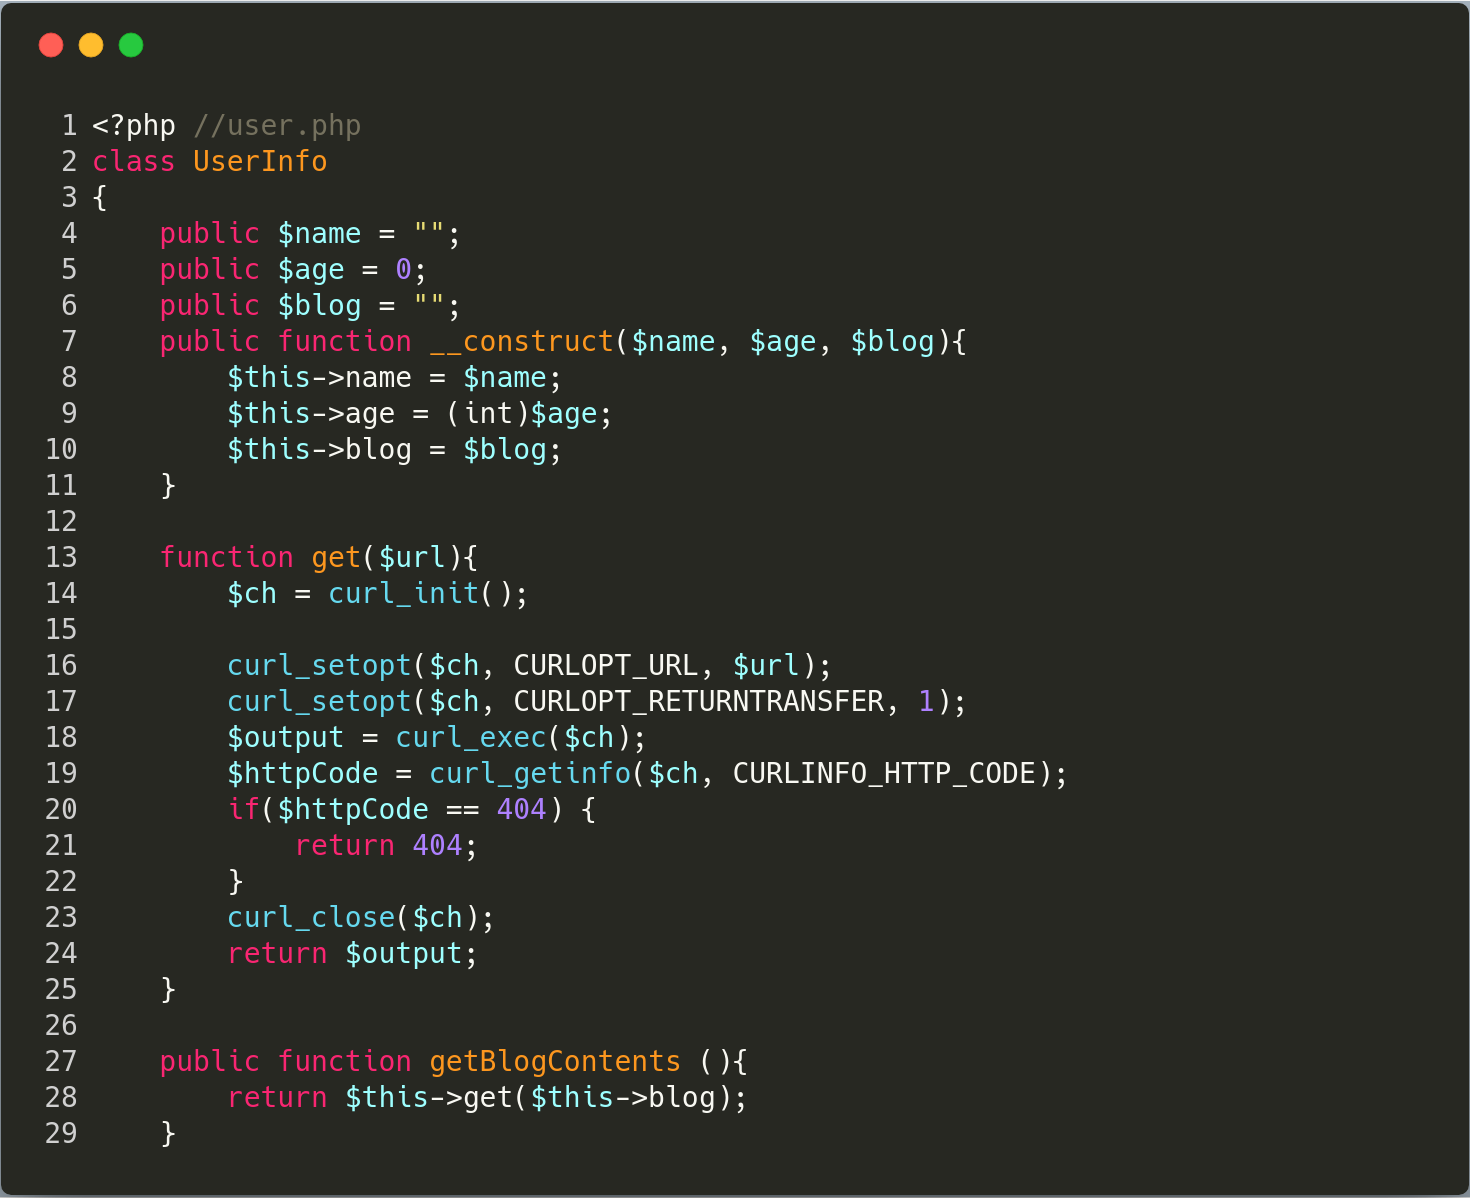 1 <?php //user.php
2 class UserInfo
3 {
4     public $name = "";
5     public $age = 0;
6     public $blog = "";
7     public function __construct($name, $age, $blog){
8         $this->name = $name;
9         $this->age = (int)$age;
10         $this->blog = $blog;
11     }
12
13     function get($url){
14         $ch = curl_init();
15
16         curl_setopt($ch, CURLOPT_URL, $url);
17         curl_setopt($ch, CURLOPT_RETURNTRANSFER, 1);
18         $output = curl_exec($ch);
19         $httpCode = curl_getinfo($ch, CURLINFO_HTTP_CODE);
20         if($httpCode == 404) {
21             return 404;
22         }
23         curl_close($ch);
24         return $output;
25     }
26
27     public function getBlogContents (){
28         return $this->get($this->blog);
29     }